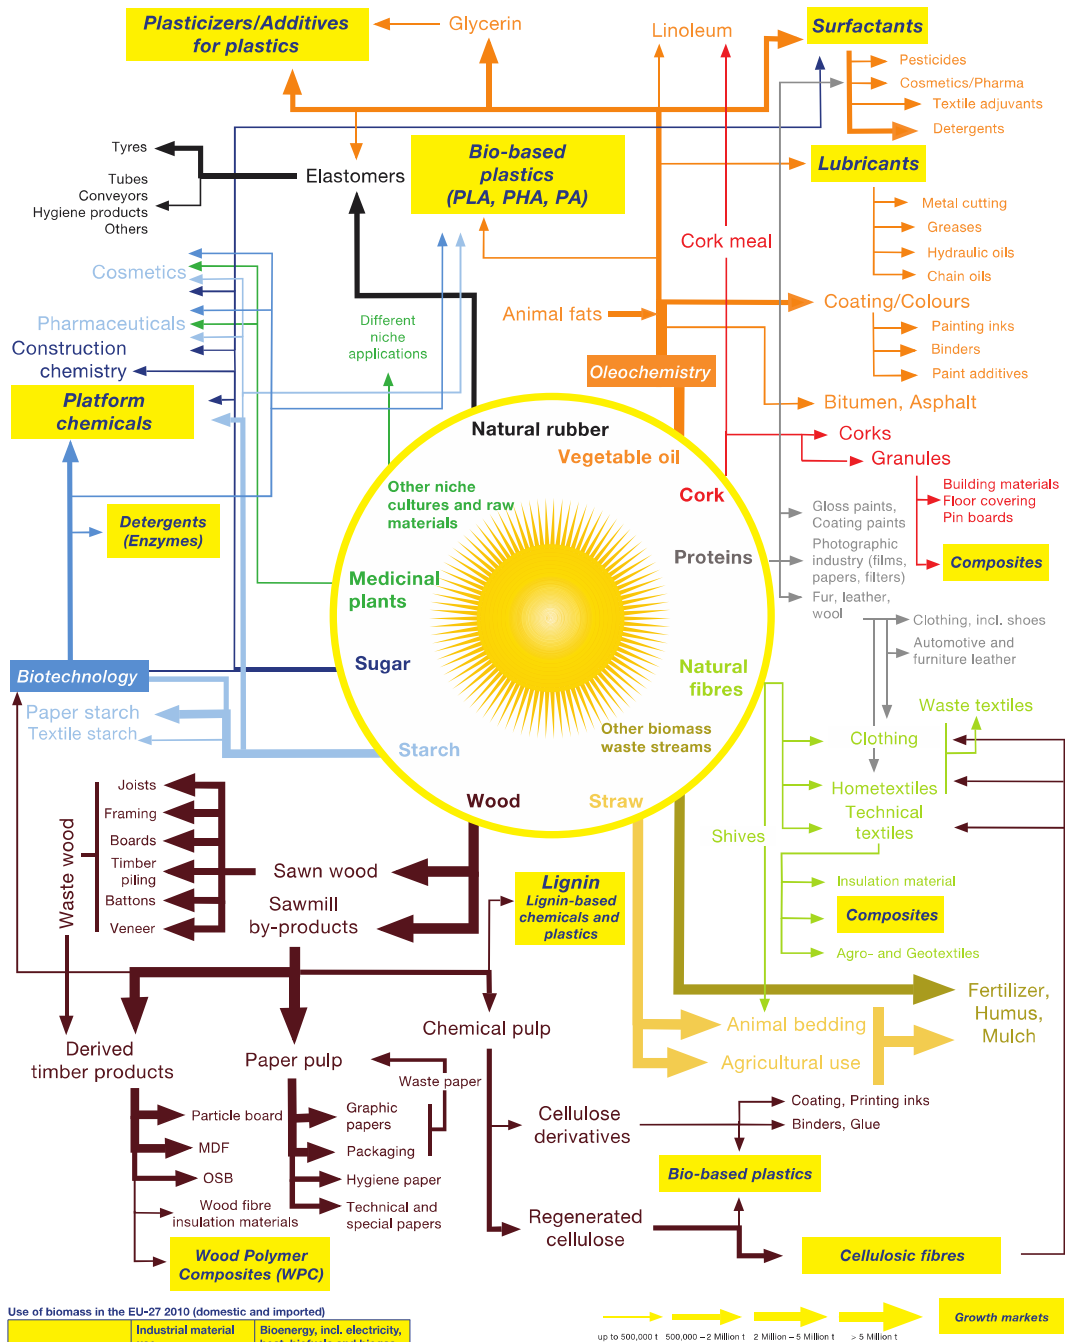 Plasticizers/Additives
for plastics
Glycerin
Linoleum
Surfactants
Pesticides
Cosmetics/Pharma
Textile adjuvants
Detergents
Tyres
Tubes
Conveyors
Hygiene products
Others
Elastomers
Bio-based
plastics
(PLA, PHA, PA)
Lubricants
Metal cutting
Greases
Hydraulic oils
Chain oils
Cork meal
Cosmetics
Pharmaceuticals
Construction
chemistry
Different
niche
applications
Animal fats
Coating/Colours
Painting inks
Binders
Paint additives
Oleochemistry
Bitumen, Asphalt
Platform
chemicals
Natural rubber
Vegetable oil
Cork
Corks
Granules
Building materials
Floor covering
Pin boards
Composites
Other niche
cultures and raw
materials
Detergents
(Enzymes)
Gloss paints,
Coating paints
Proteins
Photographic
industry (films,
papers, filters)
Fur, leather,
wool
Clothing, incl. shoes
Automotive and
furniture leather
Medicinal
plants
Sugar
Natural
fibres
Biotechnology
Paper starch
Textile starch
Starch
Other biomass
waste streams
Waste textiles
Clothing
Hometextiles
Technical
textiles
Wood
Straw
Shives
Joists
Framing
Boards
Timber
piling
Battons
Veneer
Waste wood
Sawn wood
Sawmill
by-products
Lignin
Lignin-based
chemicals and
plastics
Insulation material
Composites
Agro- and Geotextiles
Fertilizer,
Humus,
Mulch
Animal bedding
Agricultural use
Derived
timber products
Paper pulp
Chemical pulp
Waste paper
Particle board
MDF
OSB
Wood fibre
insulation materials
Wood Polymer
Composites (WPC)
Graphic
papers
Packaging
Hygiene paper
Technical and
special papers
Cellulose
derivatives
Coating, Printing inks
Binders, Glue
Bio-based plastics
Regenerated
cellulose
Cellulosic fibres
Use of biomass in the EU-27 2010 (domestic and imported)
Industrial material
Bioenergy, incl. electricity,
up to 500,000 t
500,000 – 2 Million t
2 Million – 5 Million t
> 5 Million t
Growth markets